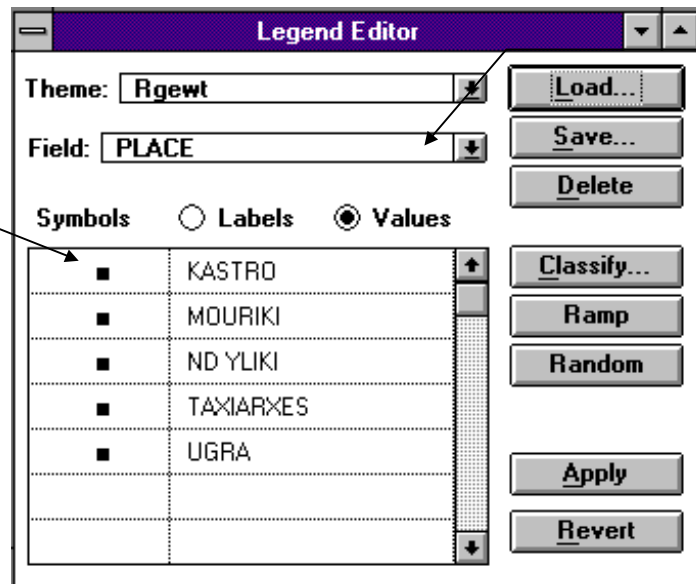 Legend Editor
Theme: Rgewt
Load...
Field: PLACE
Save...
Delete
Symbols Labels Values
KASTRO
Classify...
MOURIKI
Ramp
ND YLIKI
Random
TAXIARXES
UGRA
Apply
Revert